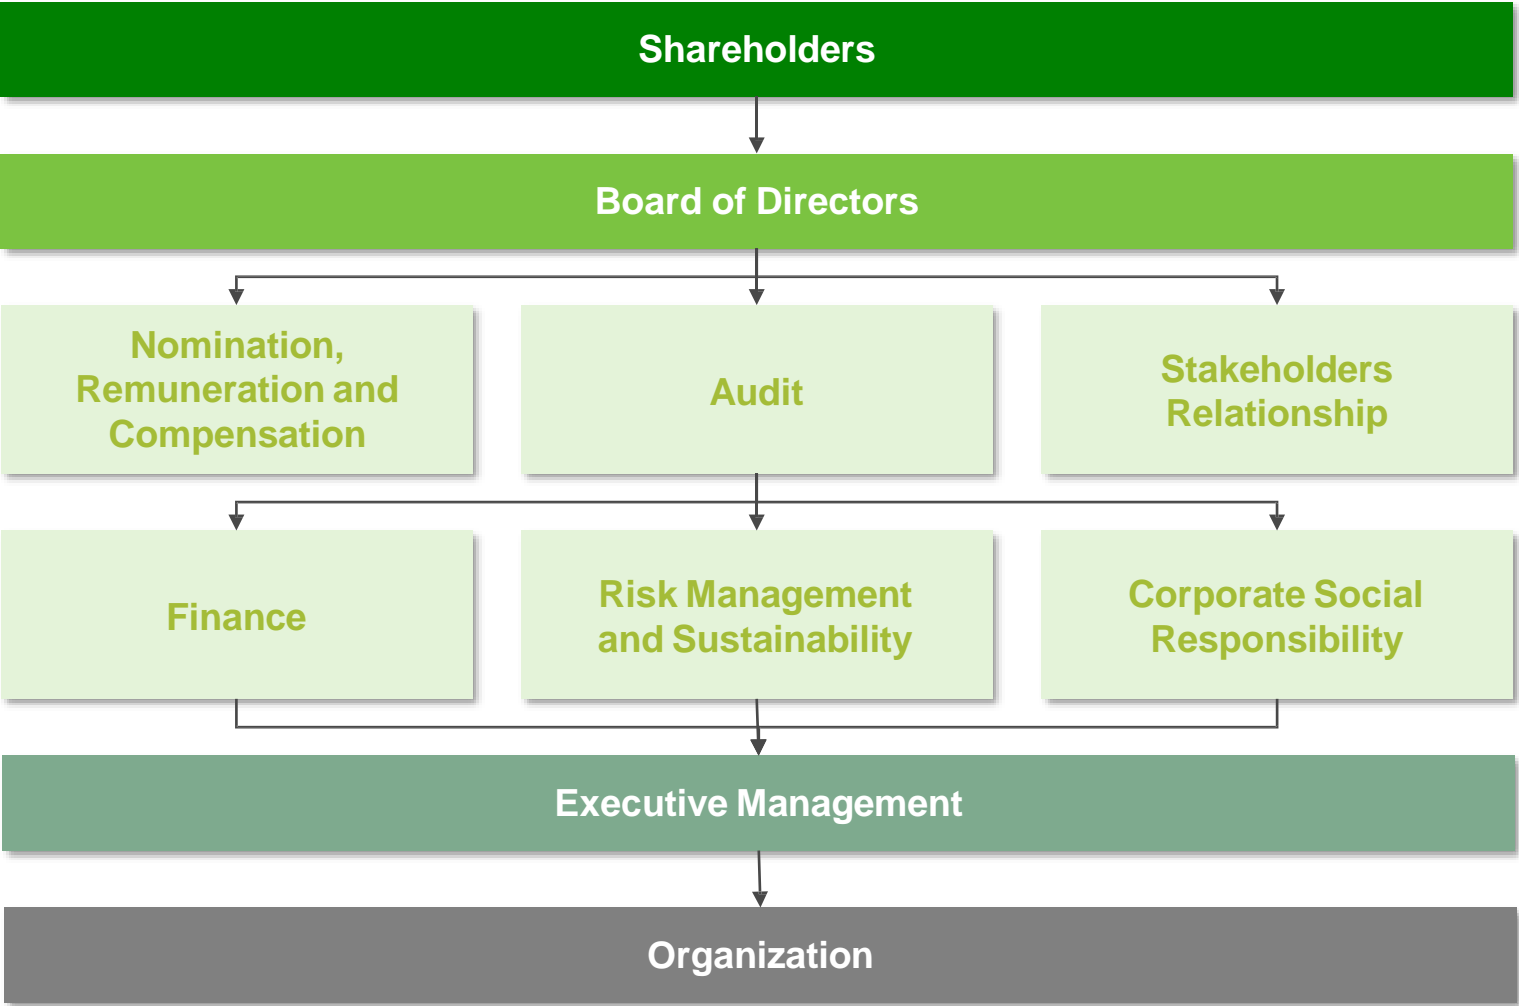 Shareholders
Board of Directors
Nomination,
Remuneration and
Compensation
Audit
Stakeholders
Relationship
Finance
Risk Management
and Sustainability
Corporate Social
Responsibility
Executive Management
Organization